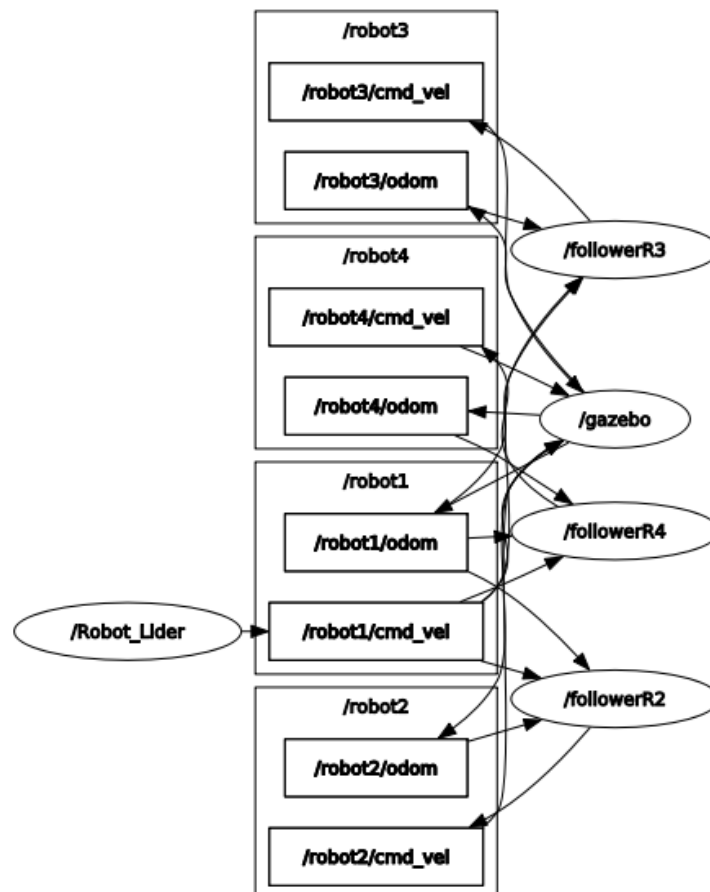 /robot3
/robot3/cmd_vel
/robot3/odom
/followerR3
/robot4
/robot4/cmd_vel
/robot4/odom
/gazebo
/robot1
/robot1/odom
/followerR4
/robot1/cmd_vel
/Robot_Lider
/robot2
/followerR2
/robot2/odom
/robot2/cmd_vel